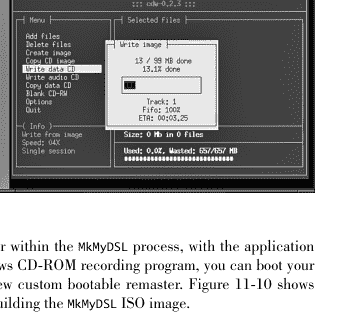 ::: cdw-0.2.3 :::
Menu
Selected files
Add files
Delete files
Create image
Copy CD image
Write data CD
Write audio CD
Copy data CD
Blank CD-RW
Options
Quit
Write image
13 / 99 MB done
13.1% done
Track: 1
Fifo: 100%
ETA: 00:03.25
( Info )
Write from image
Speed: 04X
Single session
Size: 0 Mb in 0 files
Used: 0.0%, Wasted: 657/657 MB
r within the MkMyDSL process, with the application
ws CD-ROM recording program, you can boot your
ew custom bootable remaster. Figure 11-10 shows
uilding the MkMyDSL ISO image.